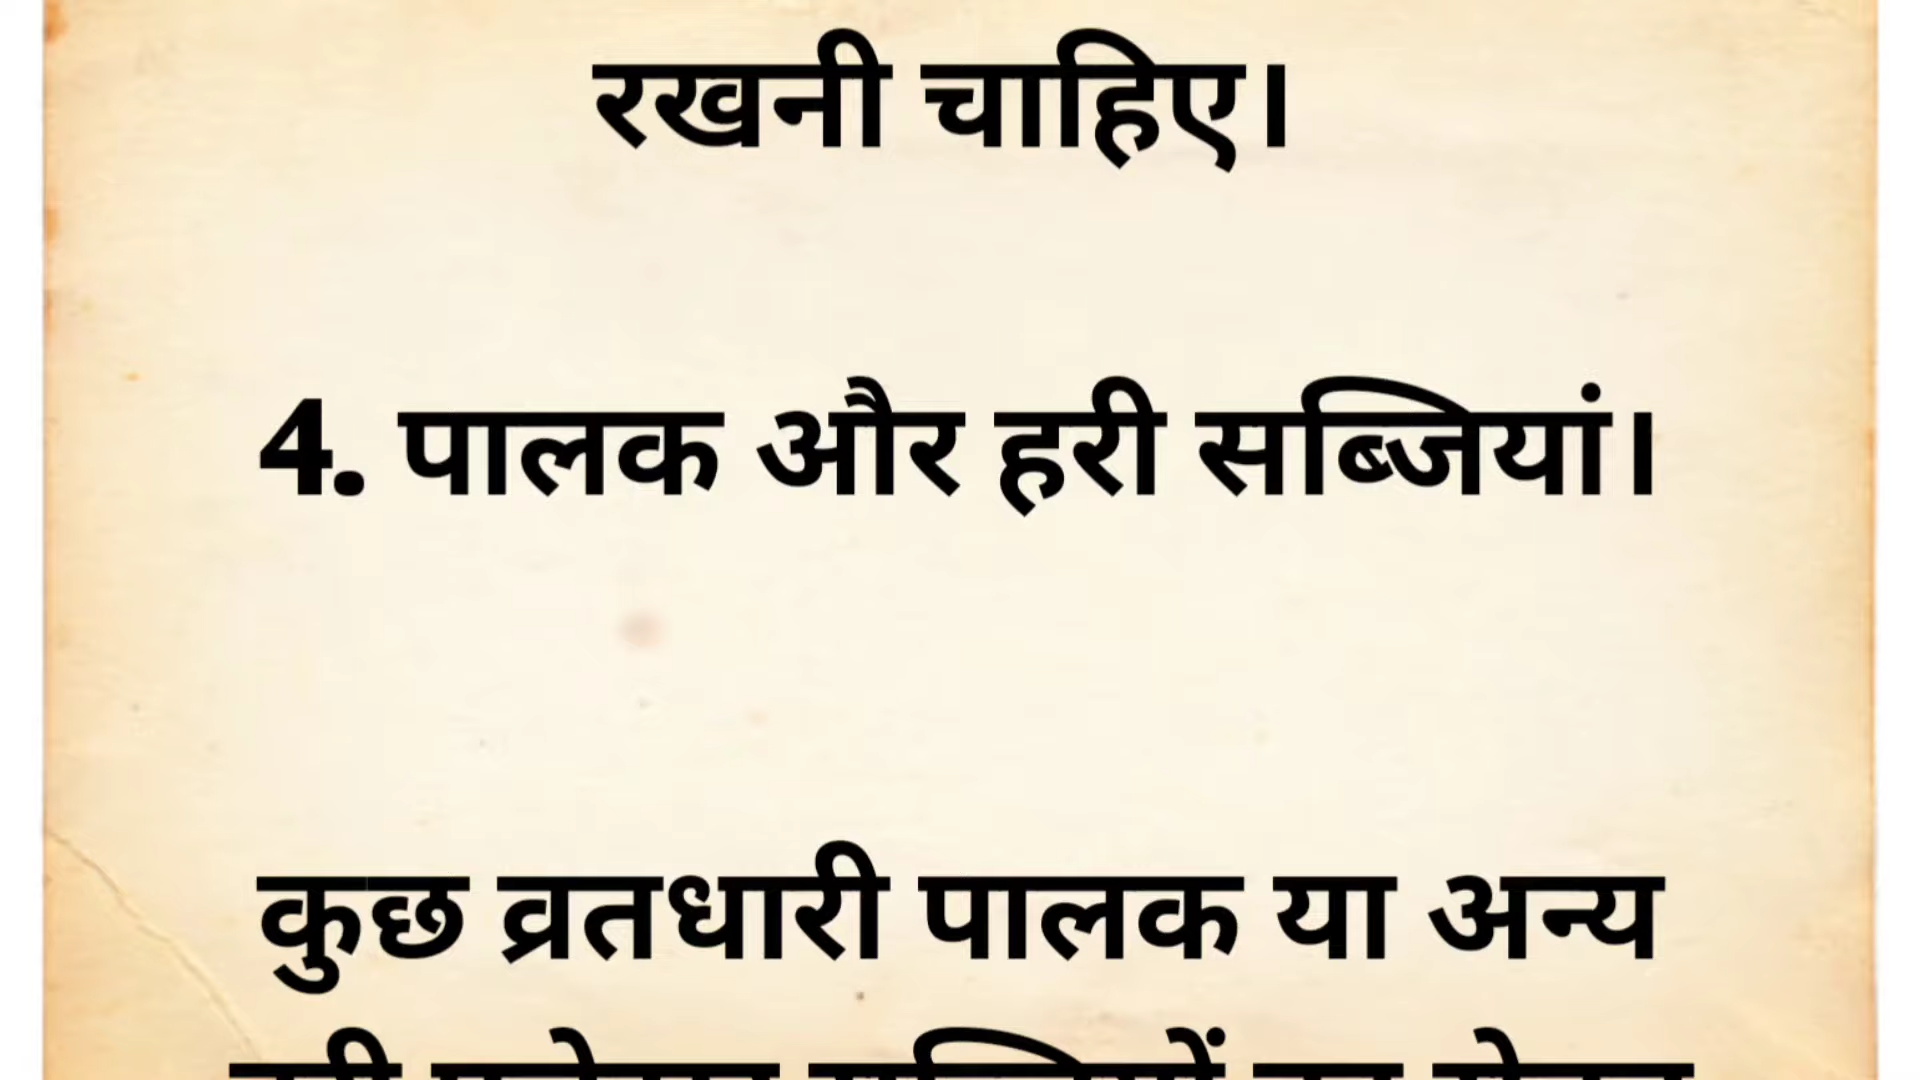 रखनी चाहिए।
4. पालक और हरी सब्जियां।
कुछ व्रतधारी पालक या अन्य